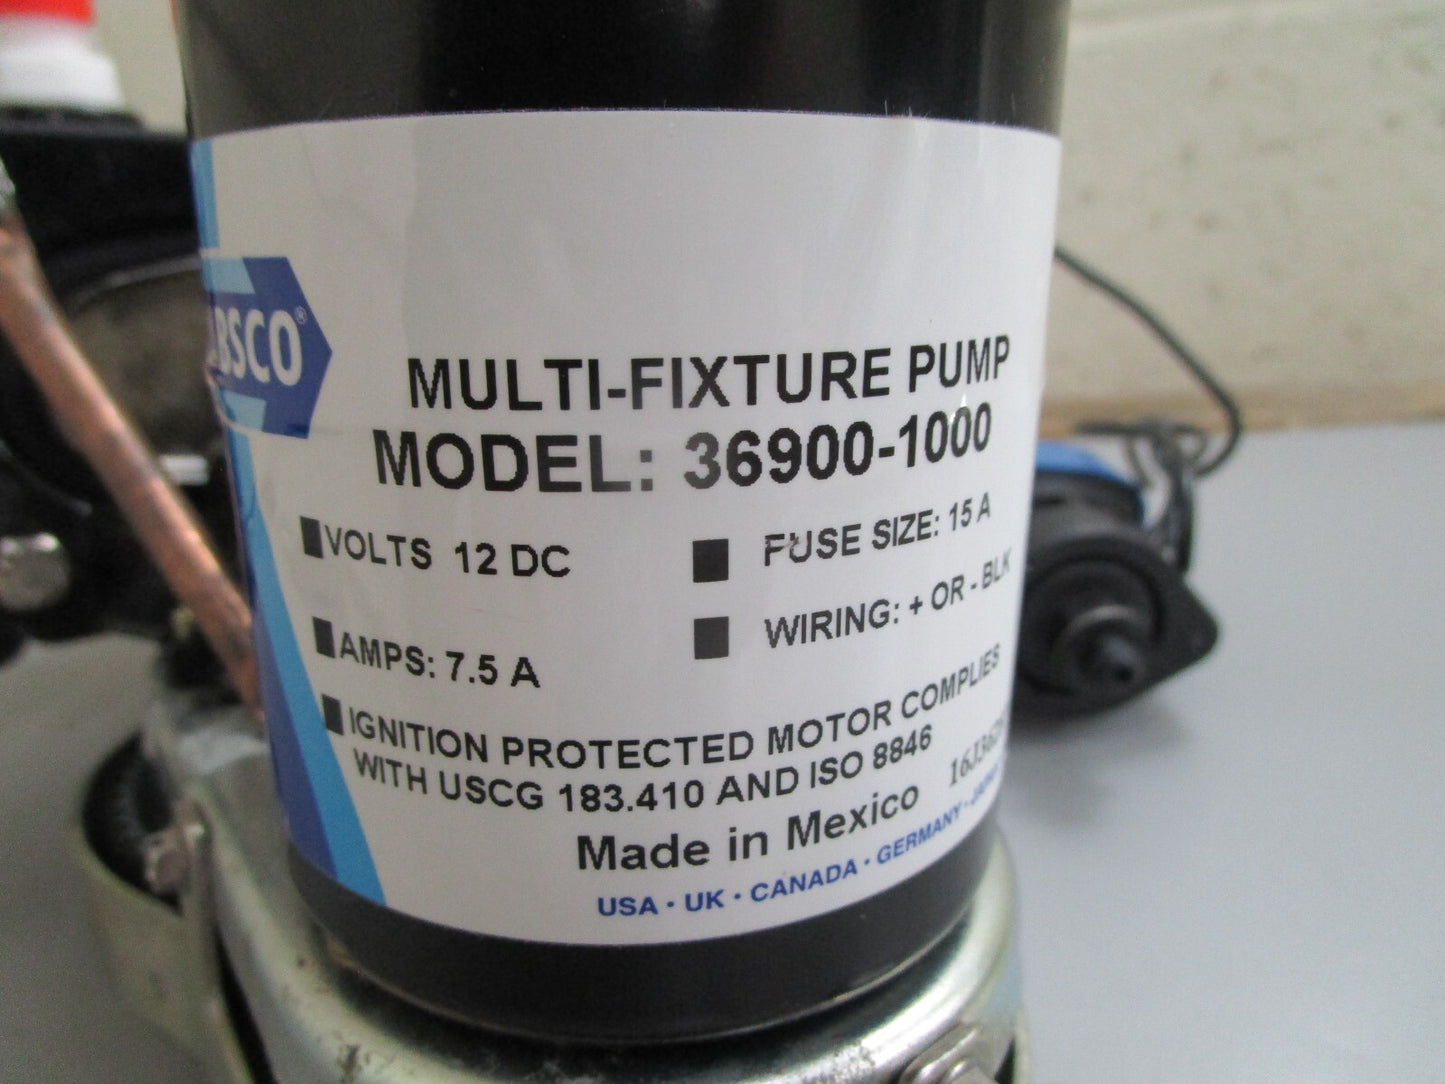 ABSCO®
MULTI-FIXTURE PUMP
MODEL: 36900-1000
VOLTS 12 DC
FUSE SIZE: 15 A
AMPS: 7.5 A
WIRING: + OR - BLK
IGNITION PROTECTED MOTOR COMPLIES
WITH USCG 183.410 AND ISO 8846
Made in Mexico
USA · UK · CANADA · GERMANY ·